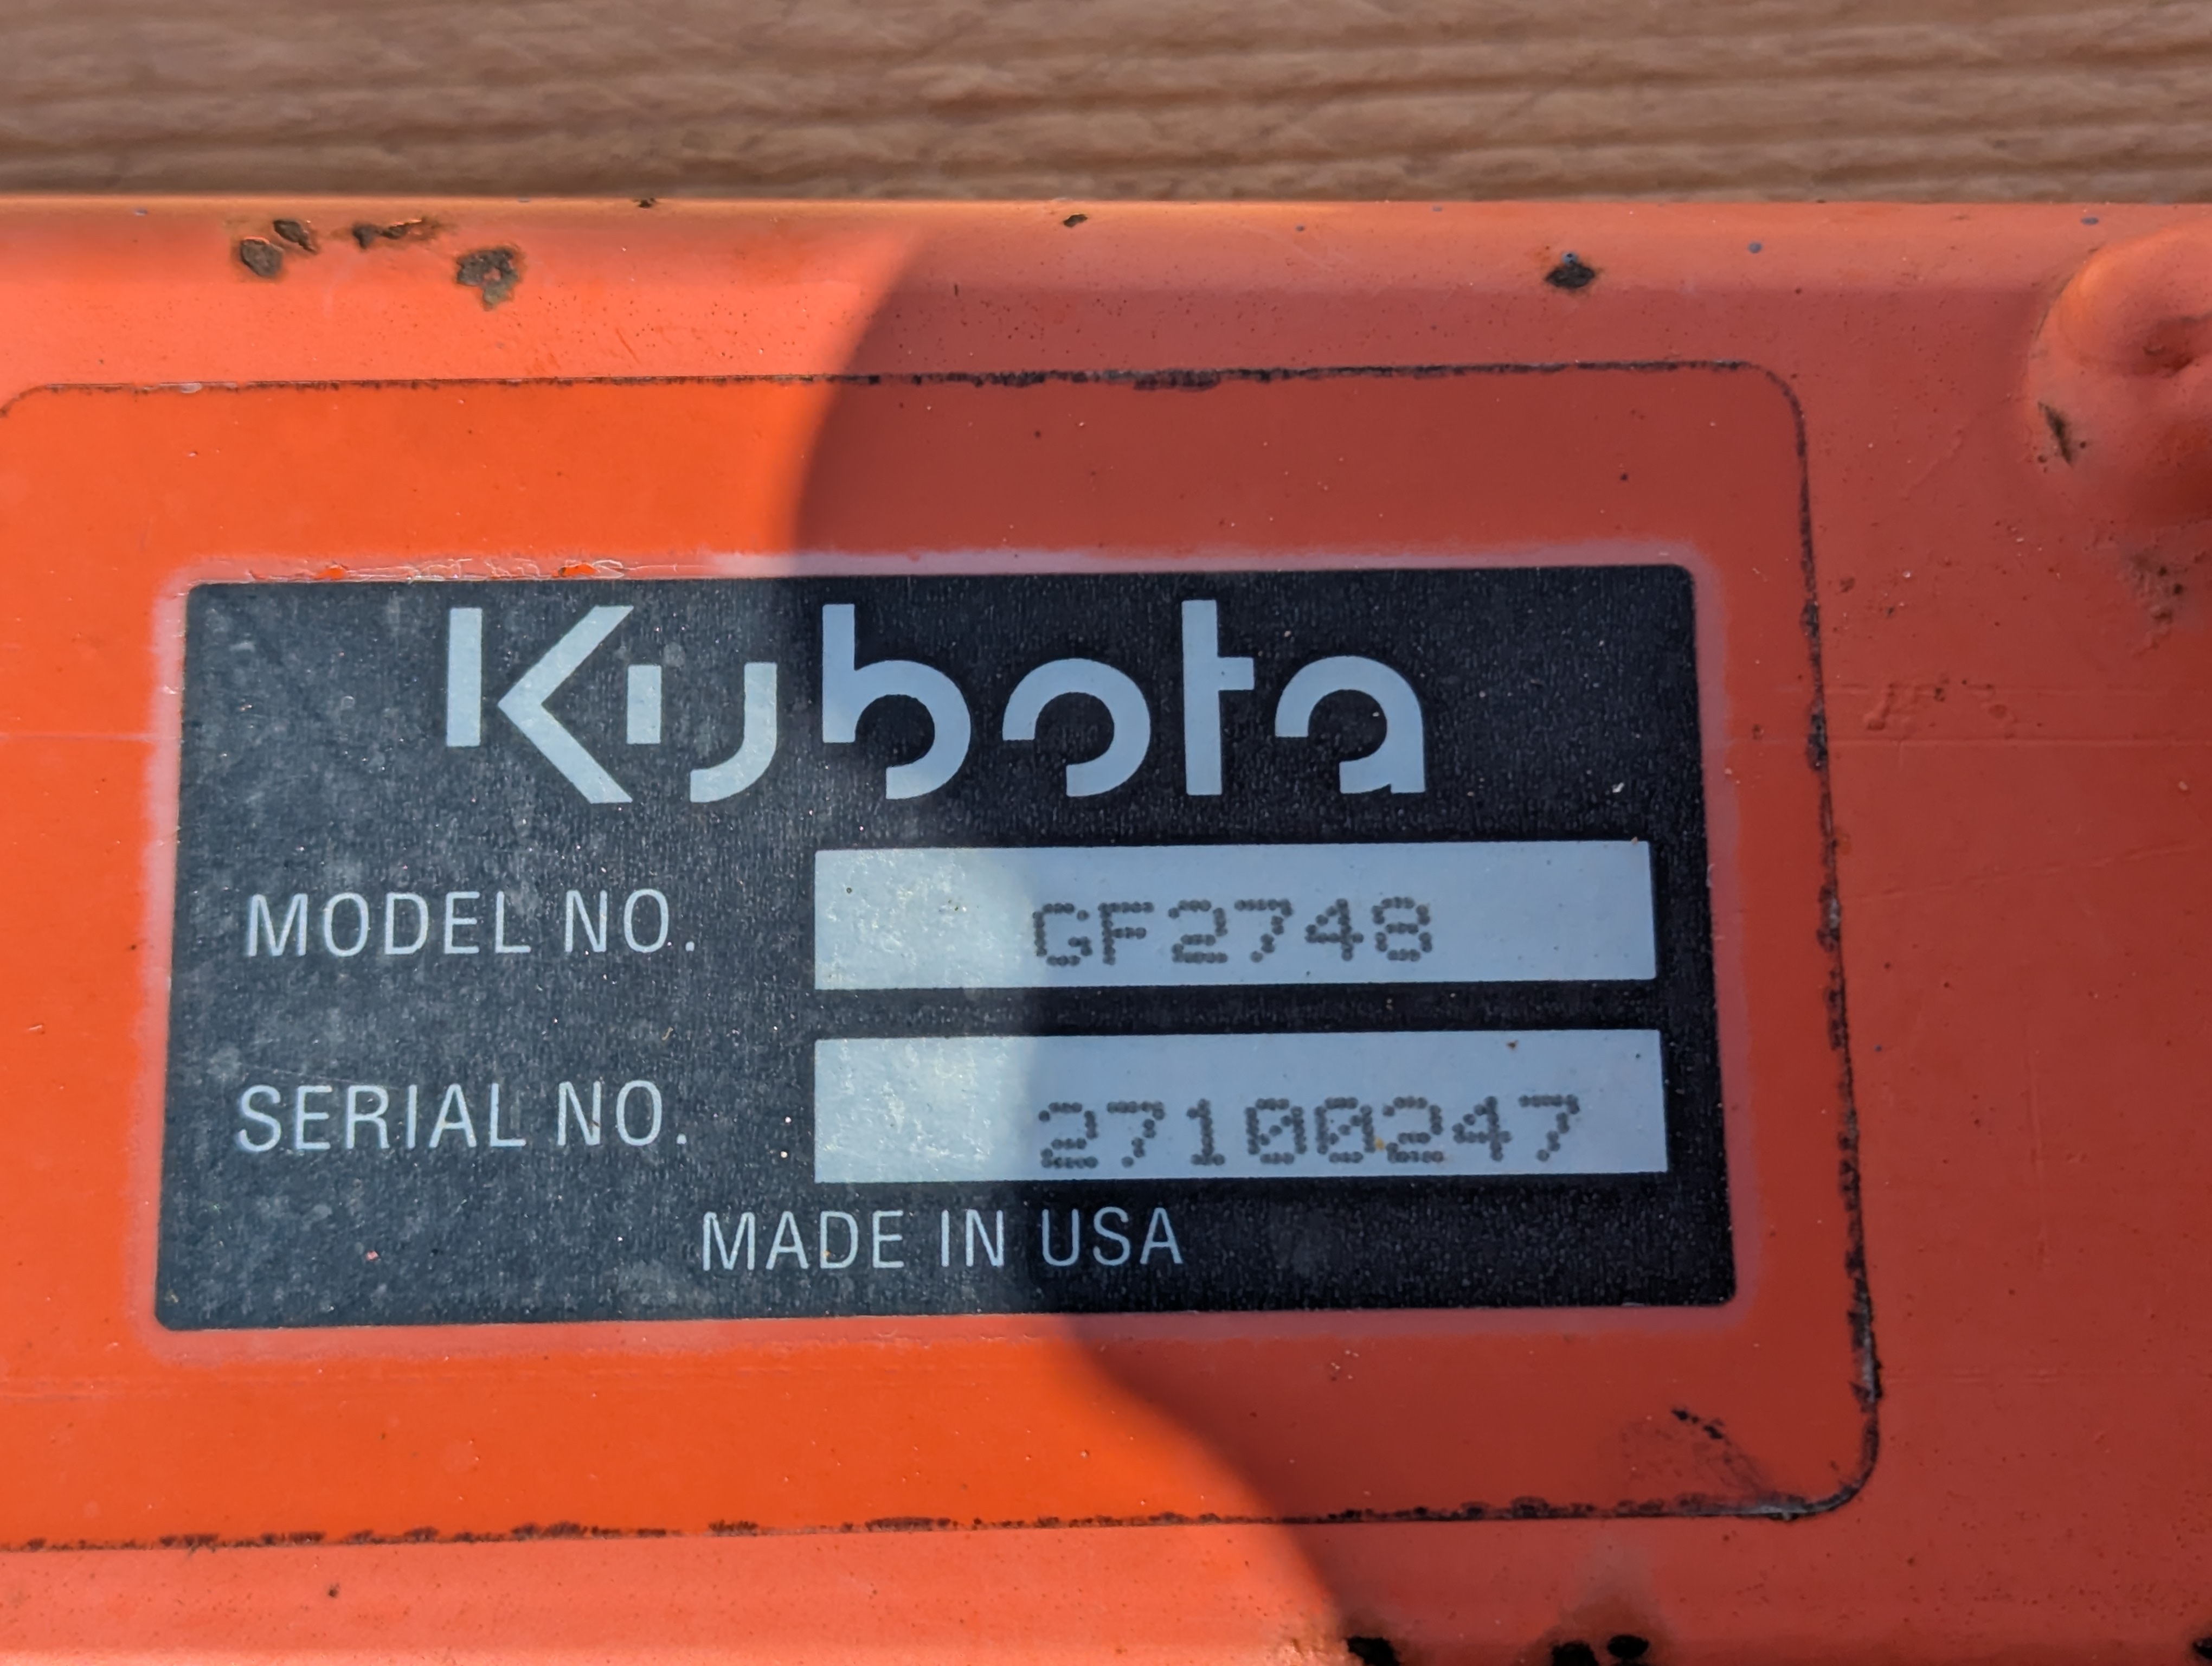 Kubota
MODEL NO. GF2748
SERIAL NO. 27100247
MADE IN USA